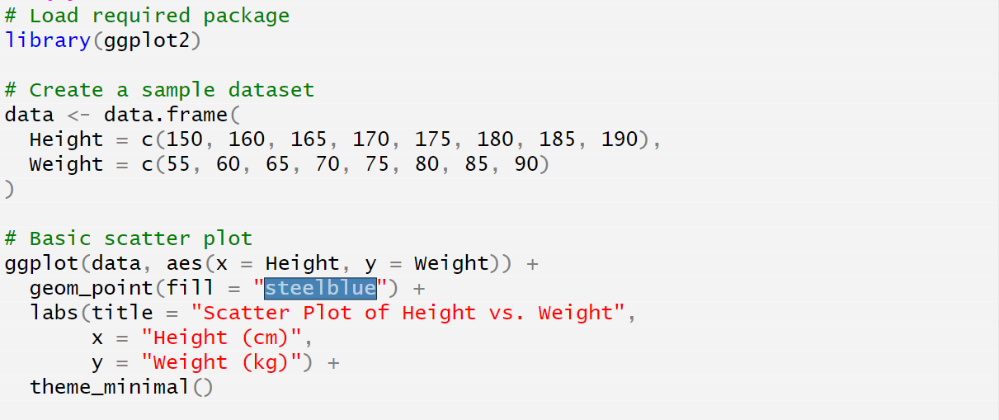 # Load required package
library(ggplot2)

# Create a sample dataset
data <- data.frame(
  Height = c(150, 160, 165, 170, 175, 180, 185, 190),
  Weight = c(55, 60, 65, 70, 75, 80, 85, 90)
)

# Basic scatter plot
ggplot(data, aes(x = Height, y = Weight)) +
  geom_point(fill = "steelblue") +
  labs(title = "Scatter Plot of Height vs. Weight",
       x = "Height (cm)",
       y = "Weight (kg)") +
  theme_minimal()